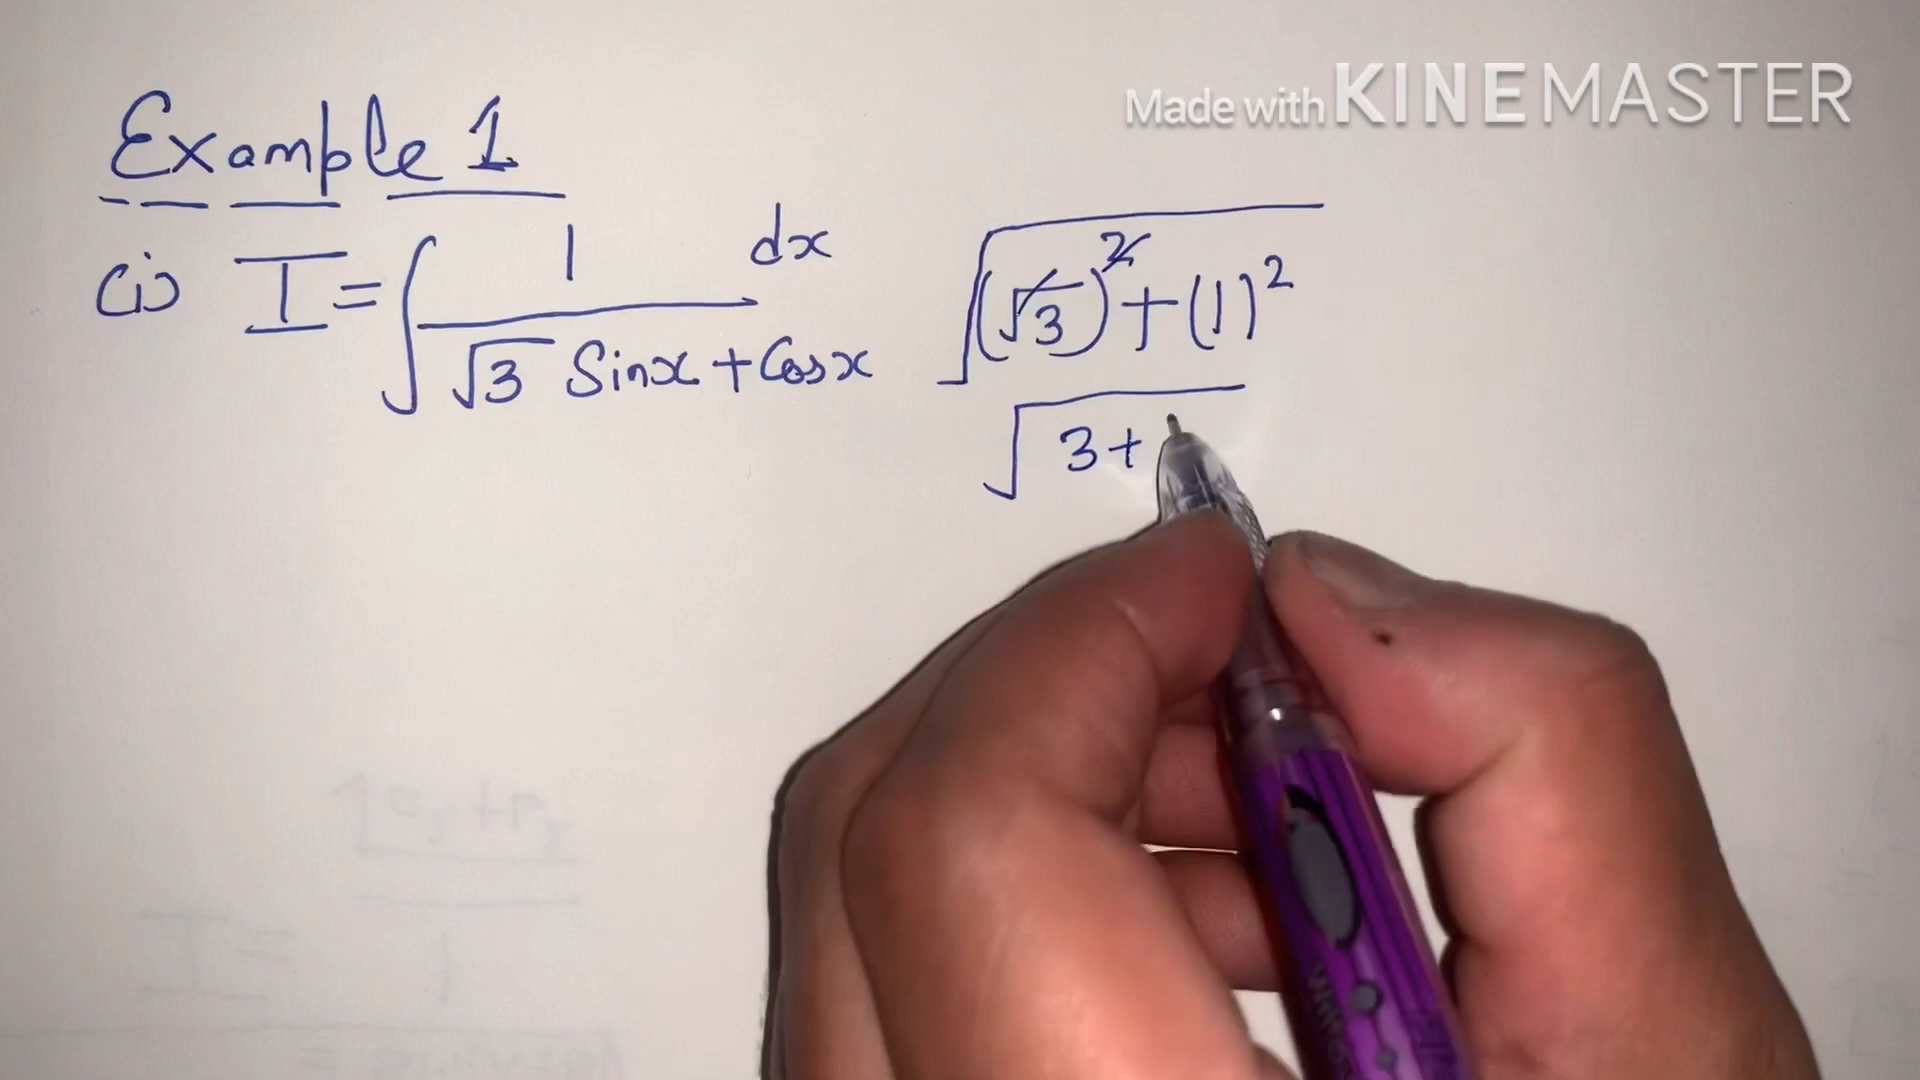 Made with KINEMASTER
Example 1
(i) I = ∫ 1 / (√3 Sinx + Cosx) dx
√((√3)² + (1)²)
√(3+